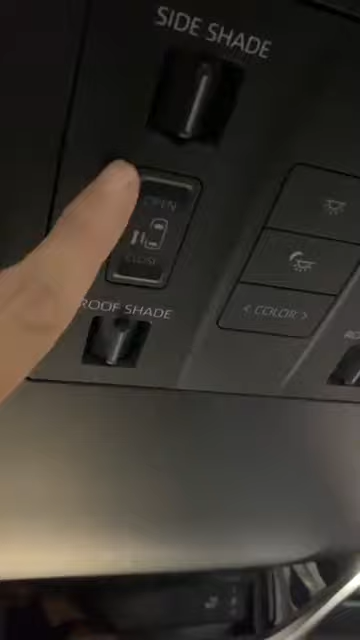 SIDE SHADE
OPEN
CLOSE
ROOF SHADE
< COLOR >